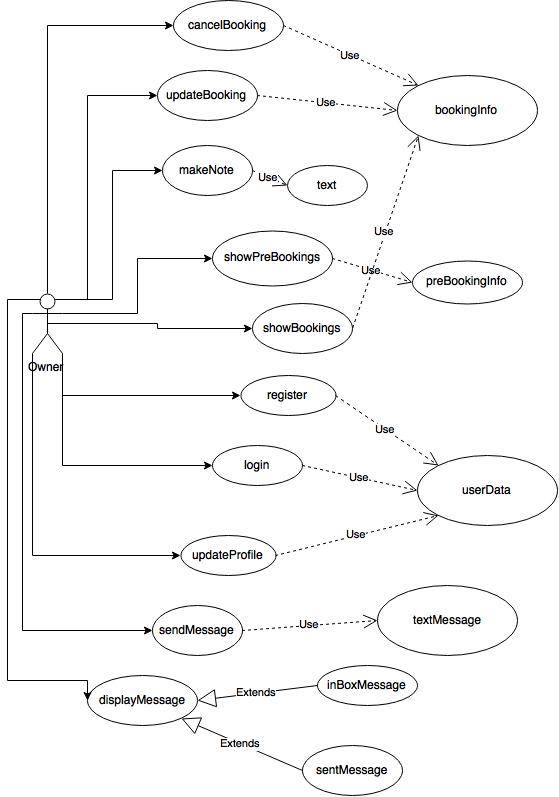 cancelBooking
Use
updateBooking
Use
bookingInfo
makeNote
Use
text
Use
showPreBookings
Use
preBookingInfo
showBookings
Owner
register
Use
login
Use
userData
Use
updateProfile
sendMessage
Use
textMessage
displayMessage
Extends
inBoxMessage
Extends
sentMessage